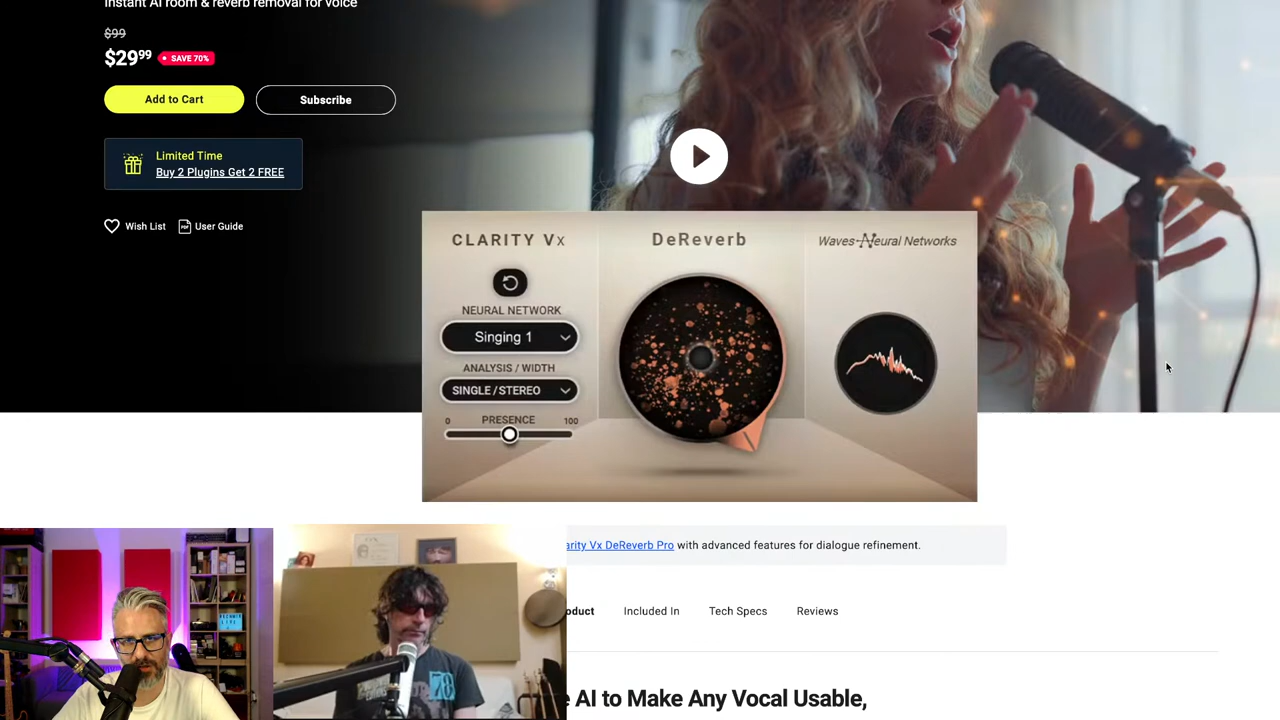 Instant AI room & reverb removal for voice
$99
$29⁹⁹ SAVE 70%
Add to Cart Subscribe
Limited Time
Buy 2 Plugins Get 2 FREE
Wish List User Guide
CLARITY Vx DeReverb Waves Neural Networks
NEURAL NETWORK
Singing 1
ANALYSIS / WIDTH
SINGLE / STEREO
0 PRESENCE 100
arity Vx DeReverb Pro with advanced features for dialogue refinement.
oduct Included In Tech Specs Reviews
e AI to Make Any Vocal Usable,